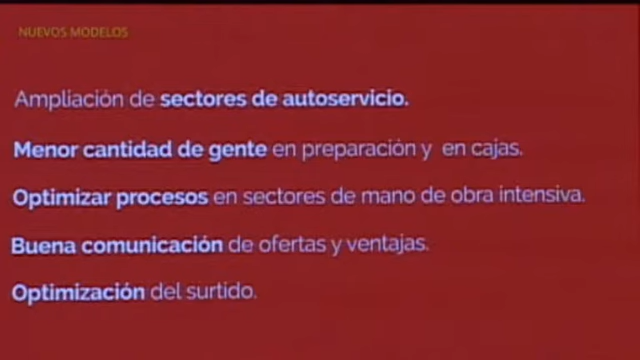 NUEVOS MODELOS
Ampliación de sectores de autoservicio.
Menor cantidad de gente en preparación y en cajas.
Optimizar procesos en sectores de mano de obra intensiva.
Buena comunicación de ofertas y ventajas.
Optimización del surtido.